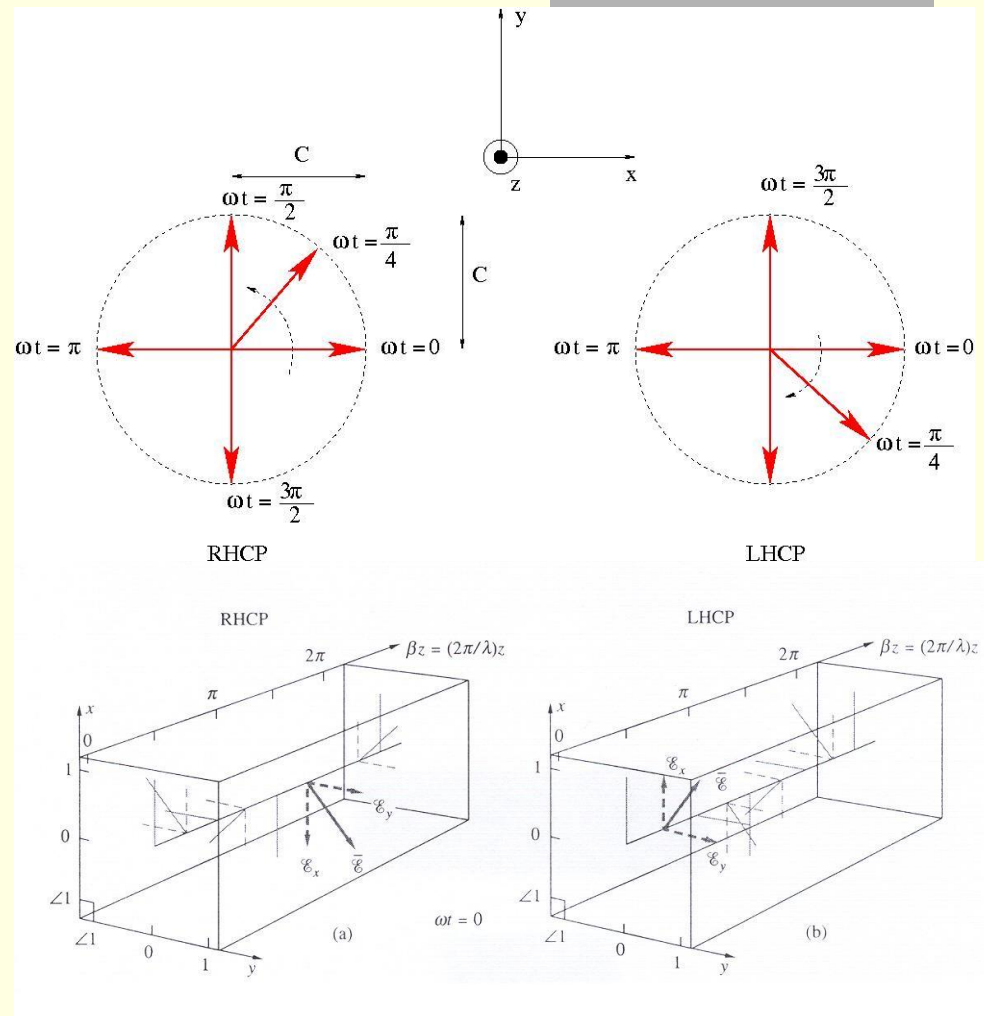 y
x
z
C
ωt = π/2
ωt = π/4
C
ωt = π
ωt = 0
ωt = 3π/2
RHCP
ωt = 3π/2
ωt = π
ωt = 0
ωt = π/4
LHCP
RHCP
βz = (2π/λ)z
2π
π
x
0
1
0
∠1
∠1
0
1
y
ℰy
ℰx
ℰ̅
(a)
ωt = 0
LHCP
βz = (2π/λ)z
2π
π
x
0
1
0
∠1
∠1
0
1
y
ℰx
ℰ̅
ℰy
(b)